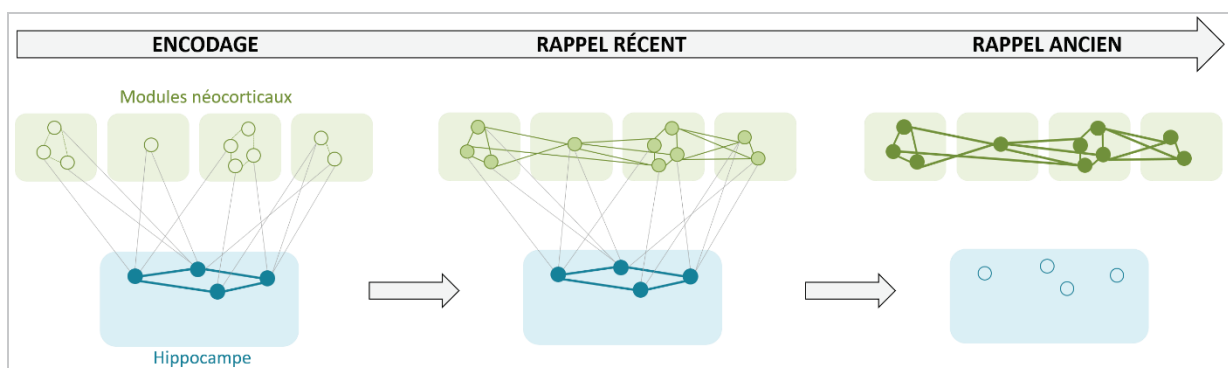 ENCODAGE RAPPEL RÉCENT RAPPEL ANCIEN
Modules néocorticaux
Hippocampe